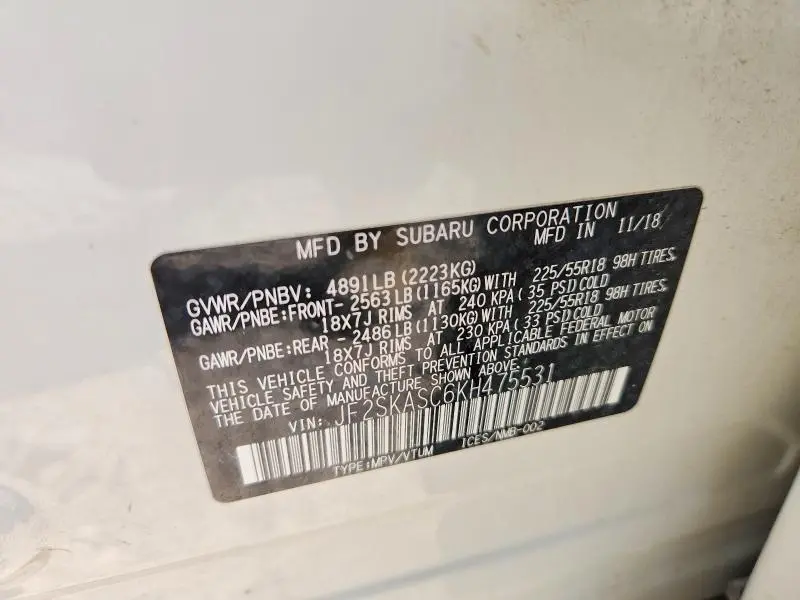 MFD BY SUBARU CORPORATION
MFD IN 11/18
GVWR/PNBV: 4891LB(2223KG)
GAWR/PNBE:FRONT- 2563LB(1165KG)WITH 225/55R18 98H TIRES,
18X7J RIMS AT 240 KPA(35 PSI)COLD
GAWR/PNBE:REAR - 2486LB(1130KG)WITH 225/55R18 98H TIRES,
18X7J RIMS AT 230 KPA(33 PSI)COLD
THIS VEHICLE CONFORMS TO ALL APPLICABLE FEDERAL MOTOR
VEHICLE SAFETY AND THEFT PREVENTION STANDARDS IN EFFECT ON
THE DATE OF MANUFACTURE SHOWN ABOVE.
VIN: JF2SKASC6KH475531
TYPE:MPV/VTUM ICES/NMB-002